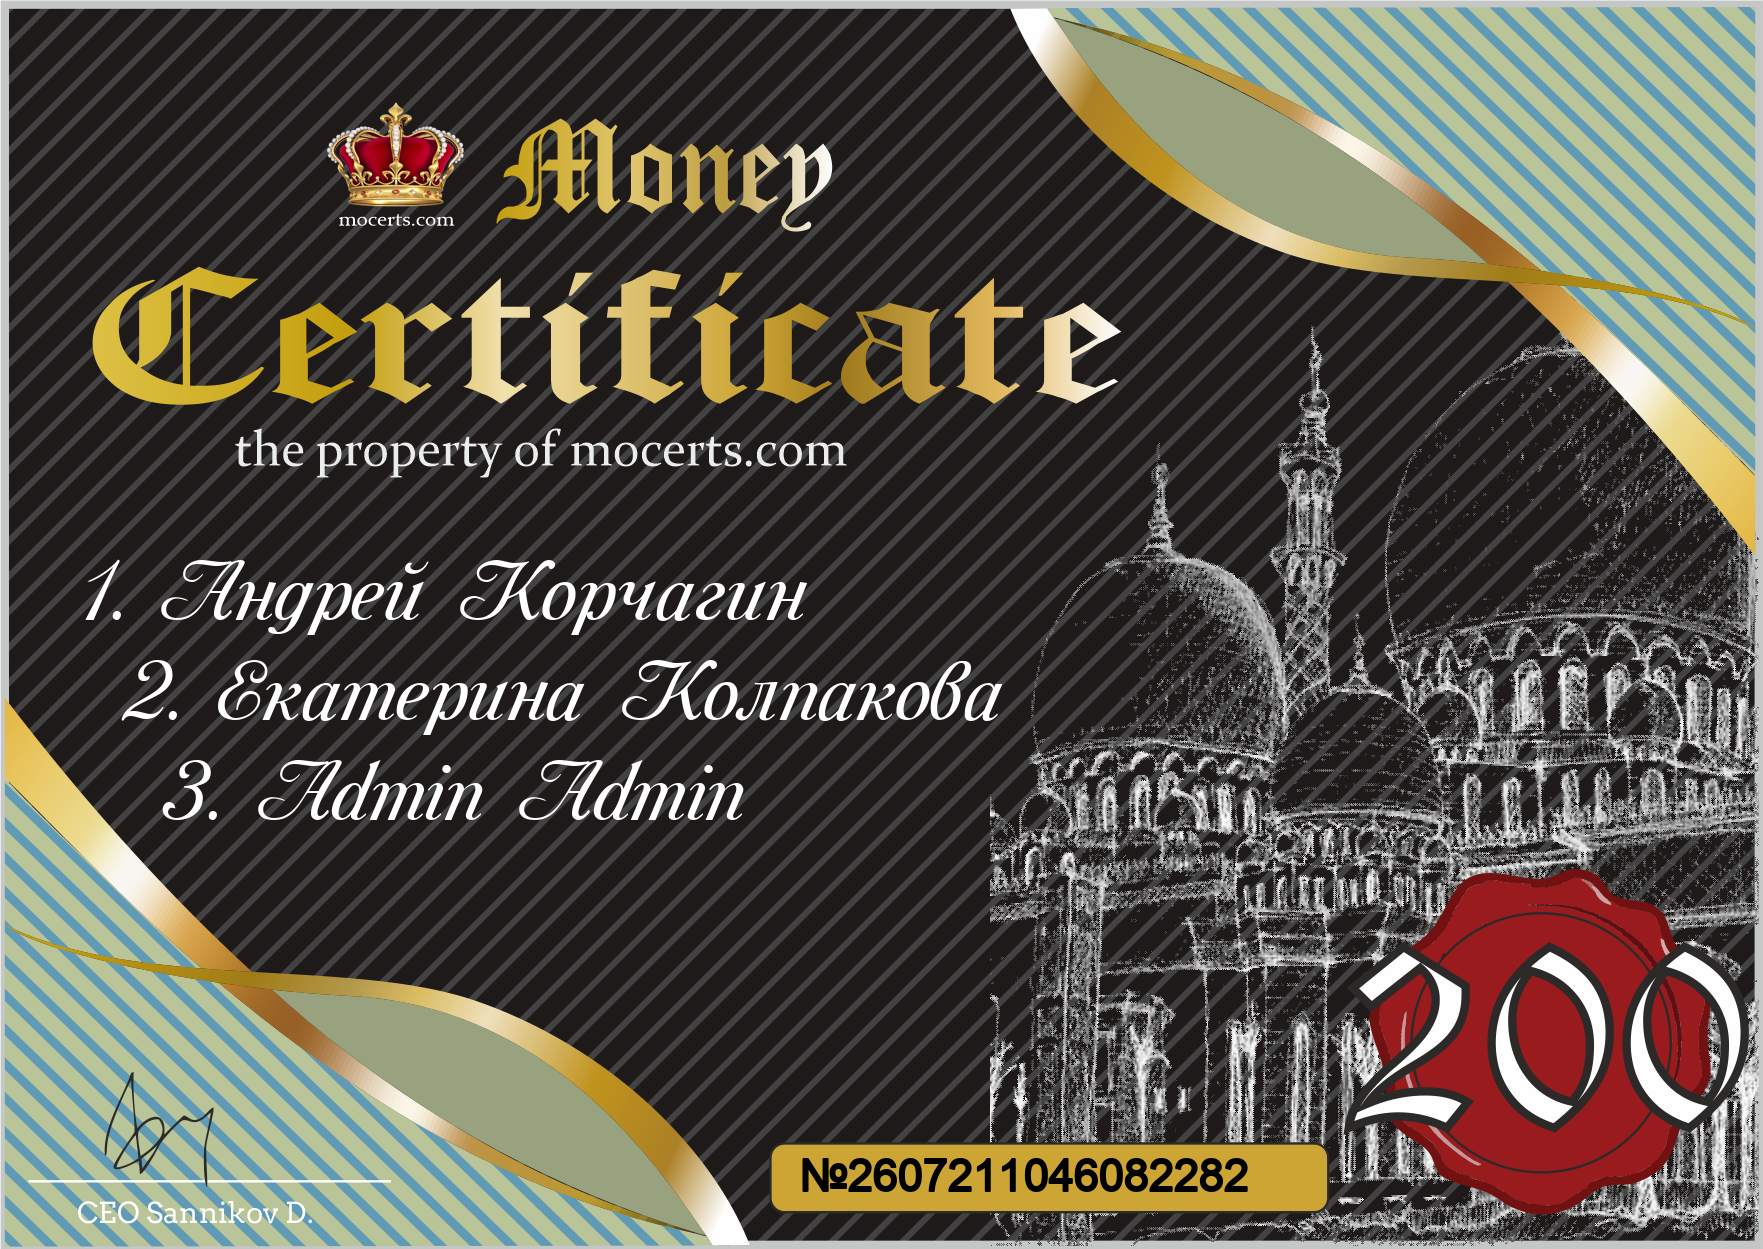 mocerts.com
Money
Certificate
the property of mocerts.com
1. Андрей Корчагин
2. Екатерина Колпакова
3. Admin Admin
200
№2607211046082282
CEO Sannikov D.